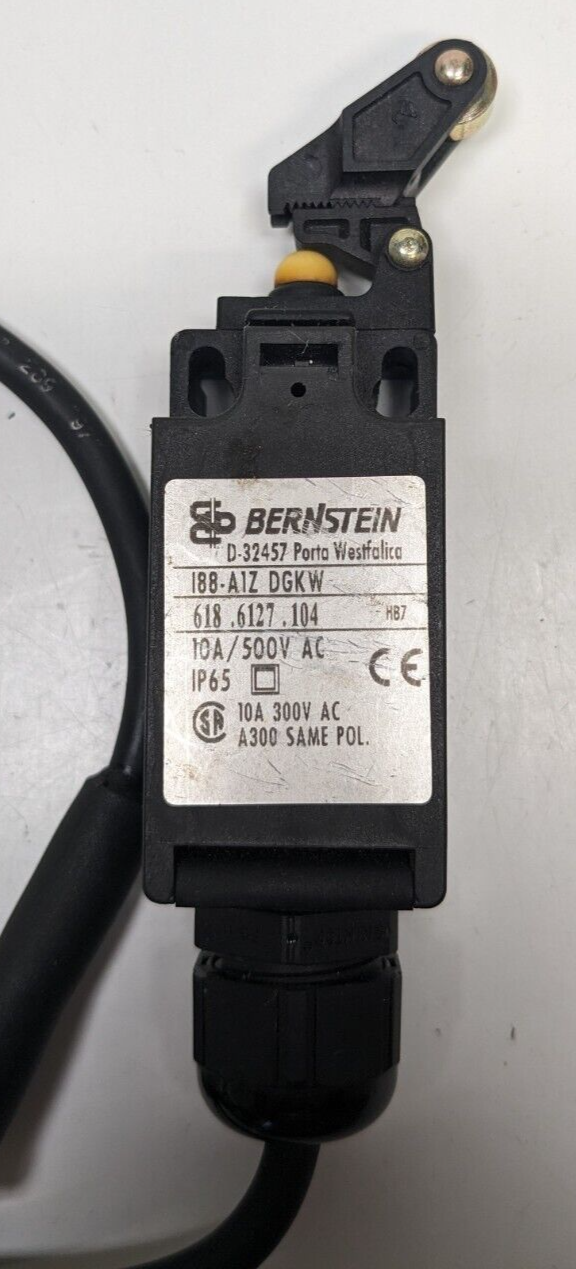 BERNSTEIN
D-32457 Porta Westfalica
I88-A1Z DGKW
618 .6127 .104 HB7
10A/500V AC
IP65
CE
SA 10A 300V AC
A300 SAME POL.